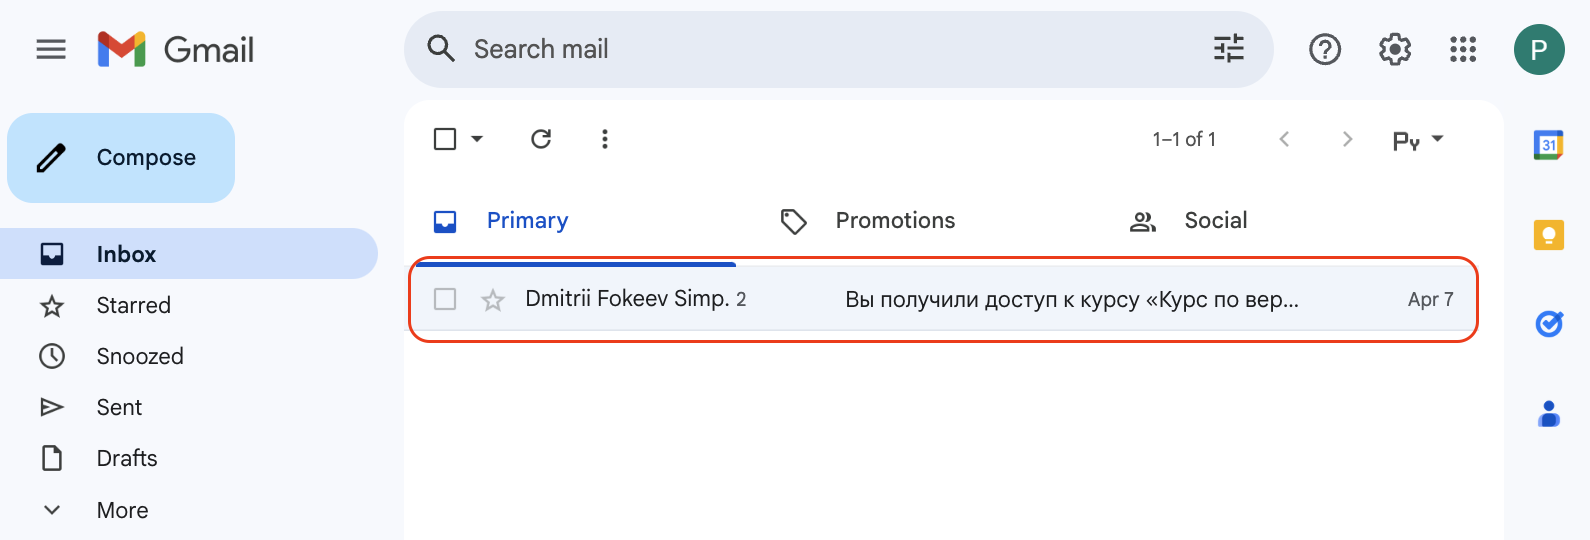 Gmail
Search mail
P
Compose
1–1 of 1
Ру
31
Primary
Promotions
Social
Inbox
Dmitrii Fokeev Simp. 2
Вы получили доступ к курсу «Курс по вер...
Apr 7
Starred
Snoozed
Sent
Drafts
More